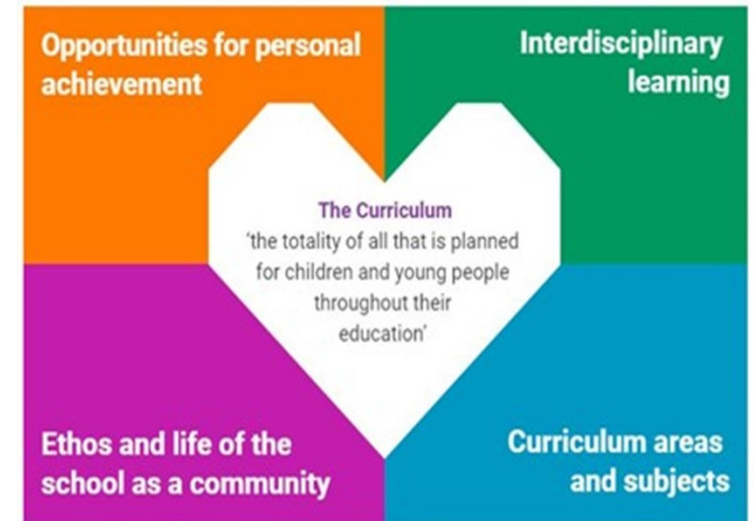 Opportunities for personal
achievement
Interdisciplinary
learning
The Curriculum
‘the totality of all that is planned
for children and young people
throughout their
education’
Ethos and life of the
school as a community
Curriculum areas
and subjects